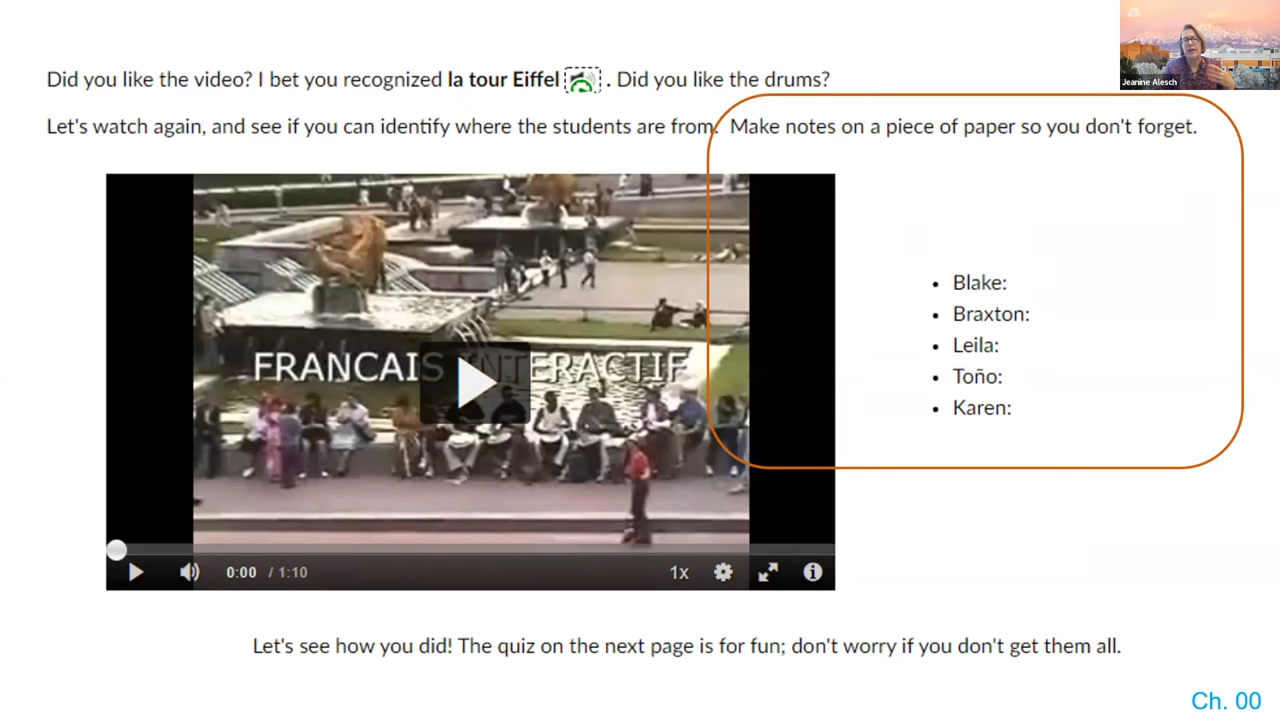 Jeanine Alesch
Did you like the video? I bet you recognized la tour Eiffel . Did you like the drums?
Let's watch again, and see if you can identify where the students are from. Make notes on a piece of paper so you don't forget.
FRANCAIS INTERACTIF
• Blake:
• Braxton:
• Leila:
• Toño:
• Karen:
0:00 / 1:10 1x
Let's see how you did! The quiz on the next page is for fun; don't worry if you don't get them all.
Ch. 00